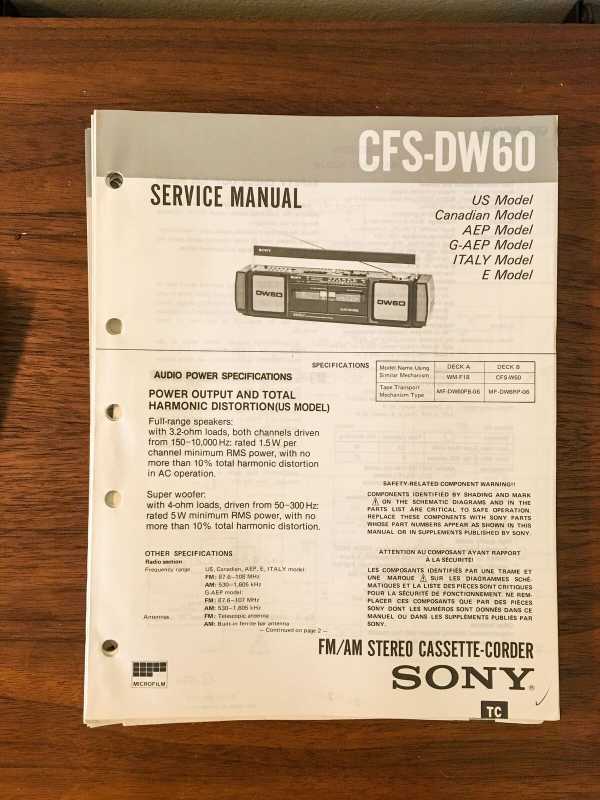 CFS-DW60
SERVICE MANUAL
US Model
Canadian Model
AEP Model
G-AEP Model
ITALY Model
E Model
SONY
DW60
DW60
SPECIFICATIONS
Model Name Using Similar Mechanism
DECK A
DECK B
WM-F18
CFS-W60
Tape Transport Mechanism Type
MF-DW60PB-06
MF-DW6RP-06
AUDIO POWER SPECIFICATIONS
POWER OUTPUT AND TOTAL
HARMONIC DISTORTION(US MODEL)
Full-range speakers:
with 3.2-ohm loads, both channels driven
from 150–10,000 Hz: rated 1.5 W per
channel minimum RMS power, with no
more than 10% total harmonic distortion
in AC operation.
Super woofer:
with 4-ohm loads, driven from 50–300 Hz:
rated 5 W minimum RMS power, with no
more than 10% total harmonic distortion.
OTHER SPECIFICATIONS
Radio section
Frequency range US, Canadian, AEP, E, ITALY model:
FM: 87.6–108 MHz
AM: 530–1,605 kHz
G-AEP model:
FM: 87.6–107 MHz
AM: 530–1,605 kHz
Antennas FM: Telescopic antenna
AM: Built-in ferrite bar antenna
— Continued on page 2 —
SAFETY-RELATED COMPONENT WARNING!!
COMPONENTS IDENTIFIED BY SHADING AND MARK
⚠ ON THE SCHEMATIC DIAGRAMS AND IN THE
PARTS LIST ARE CRITICAL TO SAFE OPERATION.
REPLACE THESE COMPONENTS WITH SONY PARTS
WHOSE PART NUMBERS APPEAR AS SHOWN IN THIS
MANUAL OR IN SUPPLEMENTS PUBLISHED BY SONY.
ATTENTION AU COMPOSANT AYANT RAPPORT
À LA SÉCURITÉ!
LES COMPOSANTS IDENTIFIÉS PAR UNE TRAME ET
UNE MARQUE ⚠ SUR LES DIAGRAMMES SCHÉ-
MATIQUES ET LA LISTE DES PIÈCES SONT CRITIQUES
POUR LA SÉCURITÉ DE FONCTIONNEMENT. NE REM-
PLACER CES COMPOSANTS QUE PAR DES PIÈCES
SONY DONT LES NUMÉROS SONT DONNÉS DANS CE
MANUEL OU DANS LES SUPPLÉMENTS PUBLIÉS PAR
SONY.
FM/AM STEREO CASSETTE-CORDER
SONY®
MICROFILM
TC